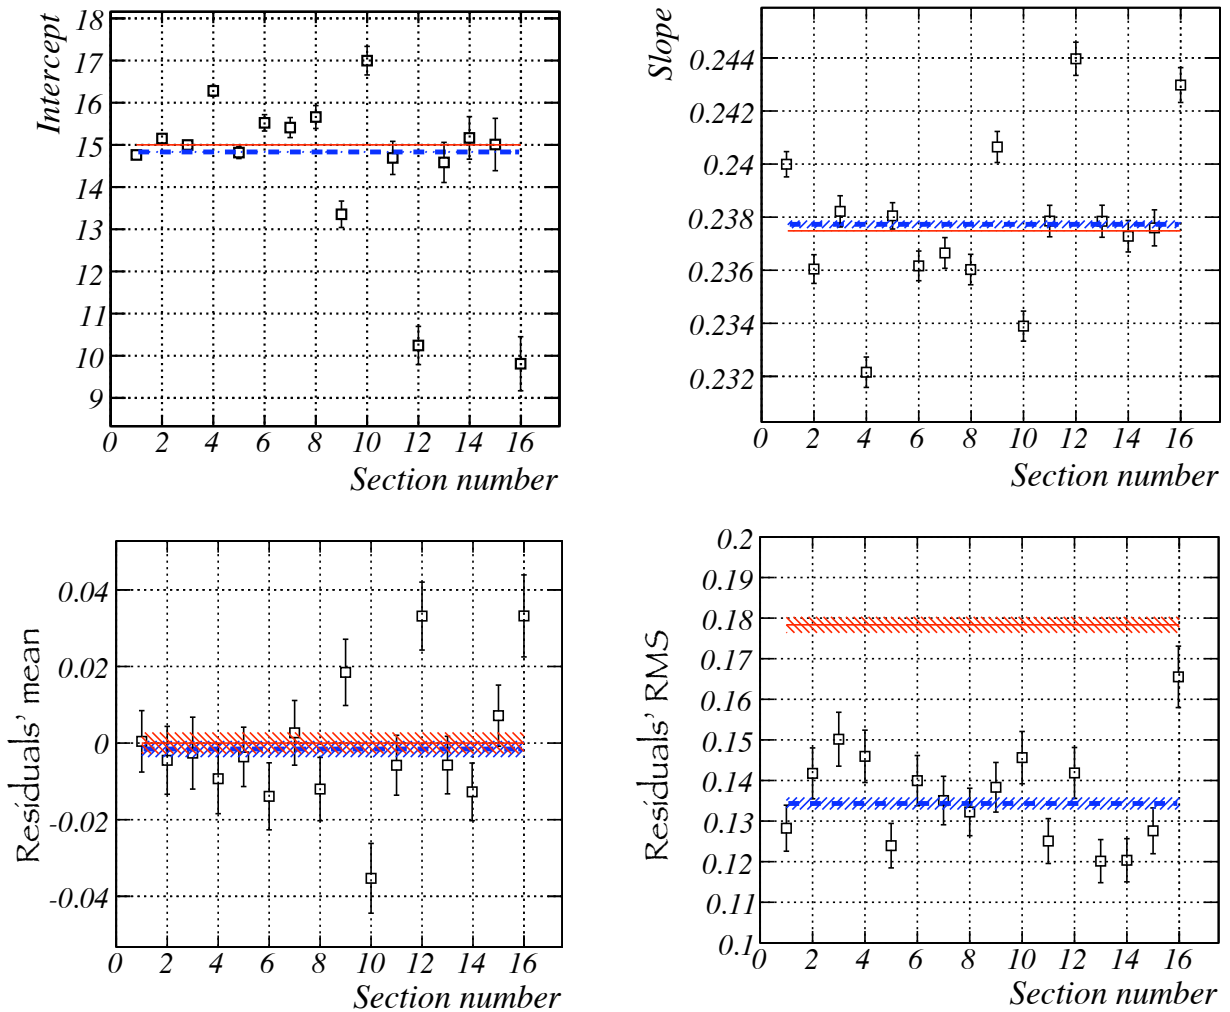 Intercept
18
17
16
15
14
13
12
11
10
9
0 2 4 6 8 10 12 14 16
Section number
Slope
0.244
0.242
0.24
0.238
0.236
0.234
0.232
0 2 4 6 8 10 12 14 16
Section number
Residuals' mean
0.04
0.02
0
-0.02
-0.04
0 2 4 6 8 10 12 14 16
Section number
Residuals' RMS
0.2
0.19
0.18
0.17
0.16
0.15
0.14
0.13
0.12
0.11
0.1
0 2 4 6 8 10 12 14 16
Section number